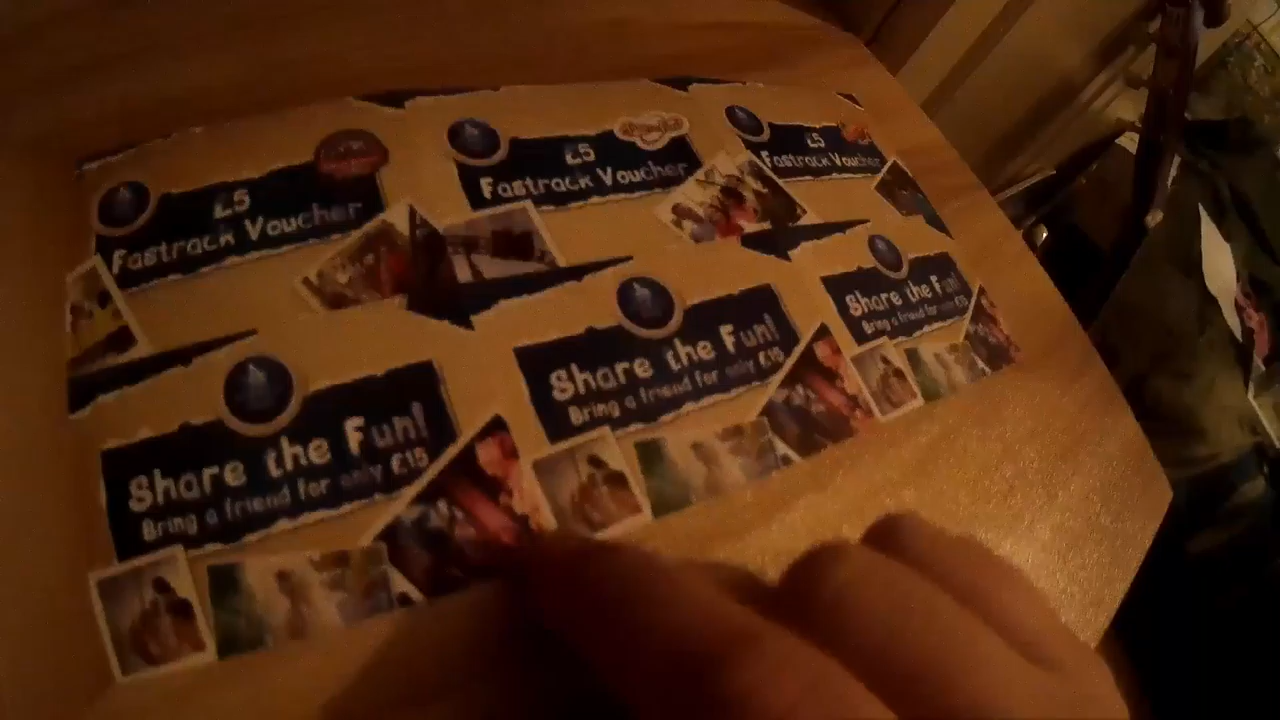 £5
Fastrack Voucher
£5
Fastrack Voucher
£5
Fastrack Voucher
Share the Fun!
Bring a friend for only £15
Share the Fun!
Bring a friend for only £15
Share the Fun!
Bring a friend for only £15